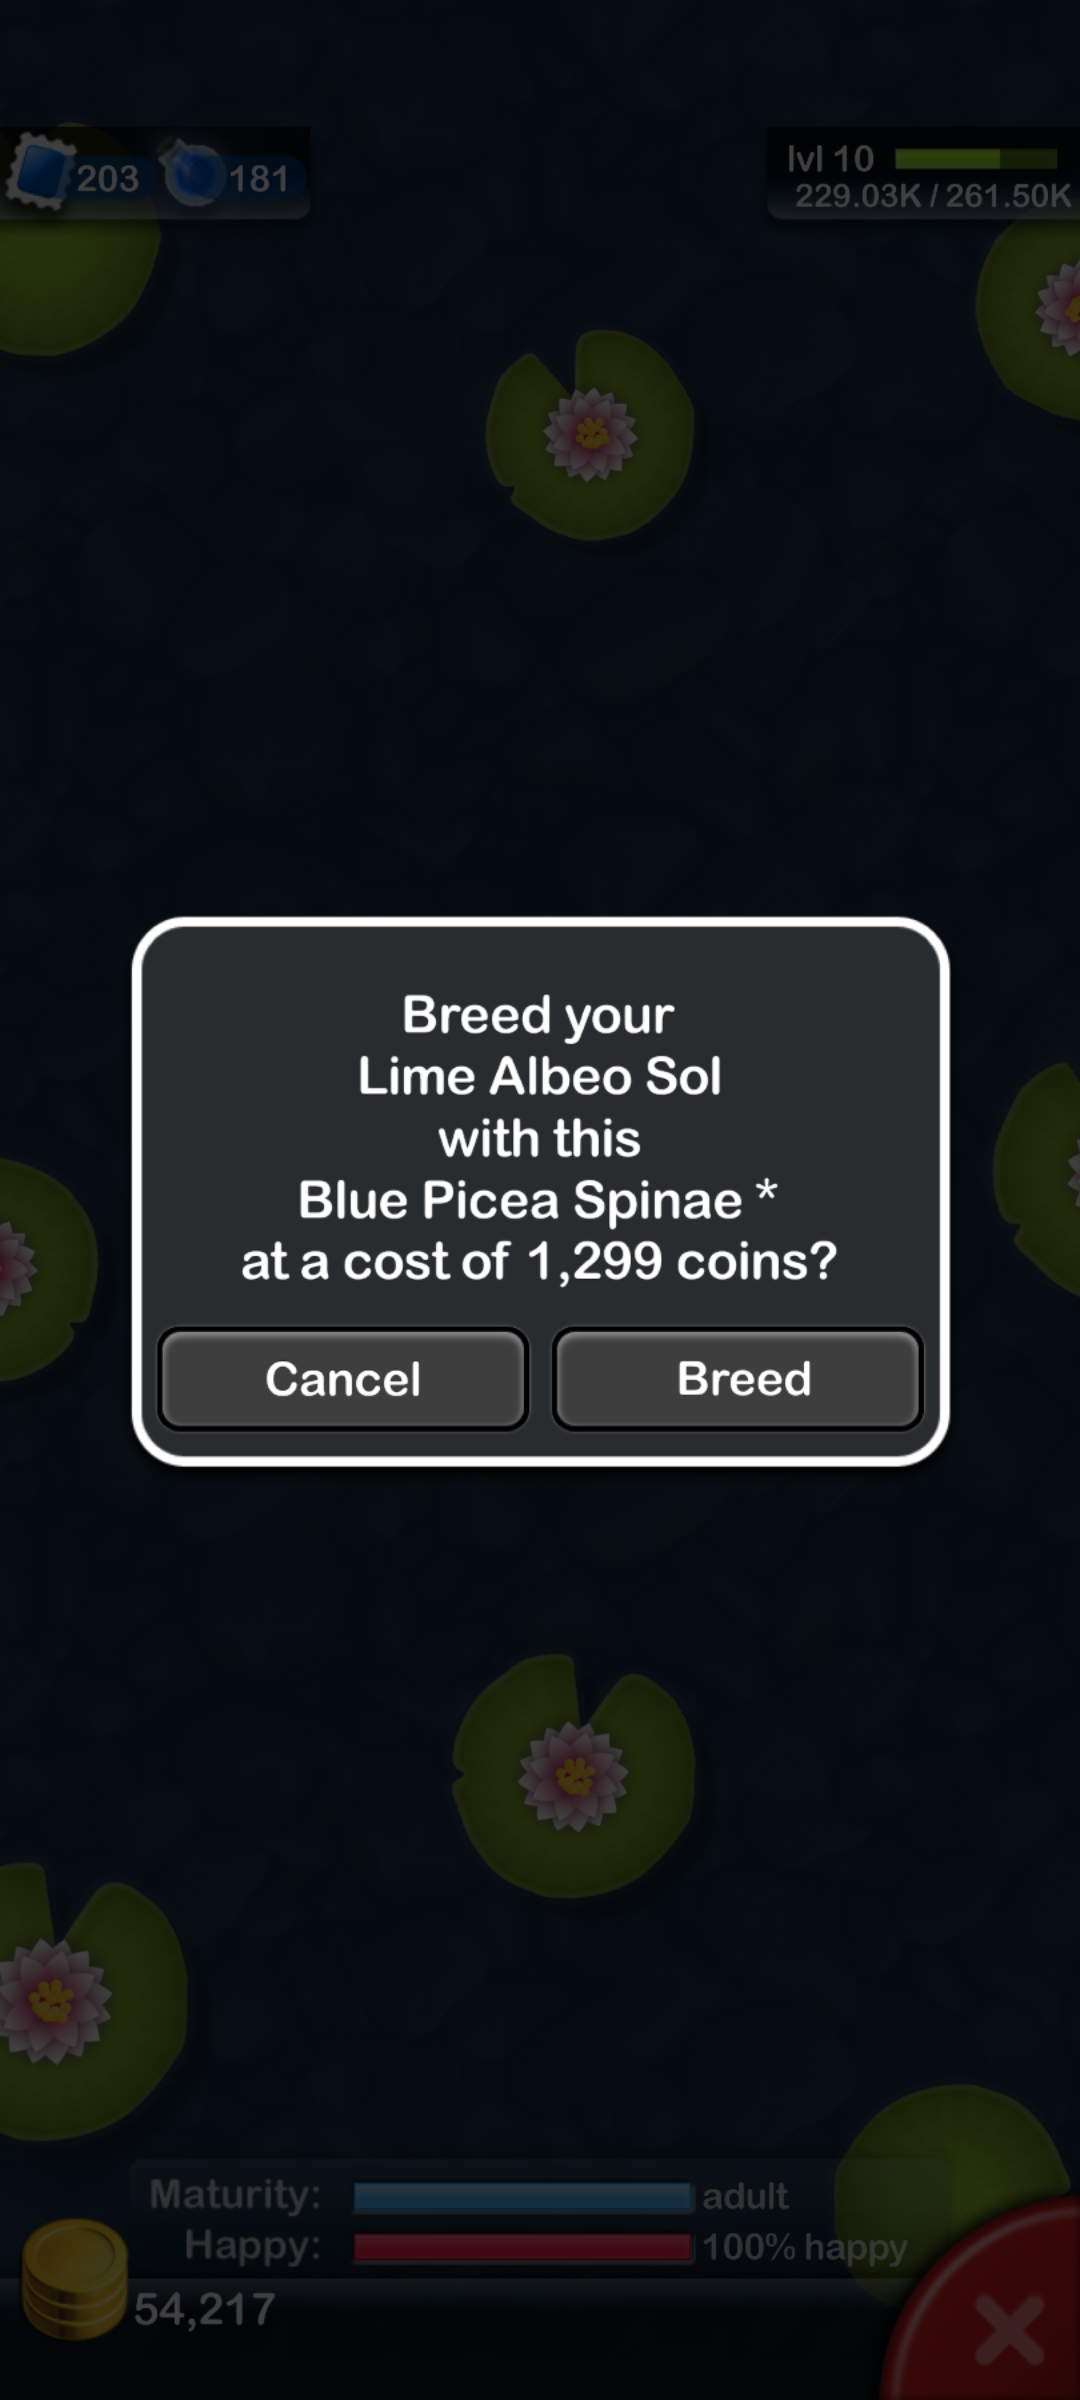 203 181
lvl 10
229.03K / 261.50K
Breed your
Lime Albeo Sol
with this
Blue Picea Spinae *
at a cost of 1,299 coins?
Cancel Breed
Maturity: adult
Happy: 100% happy
54,217